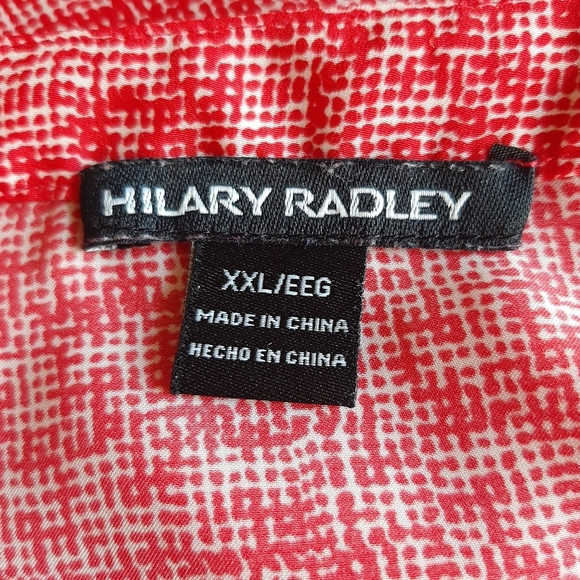 HILARY RADLEY
XXL/EEG
MADE IN CHINA
HECHO EN CHINA